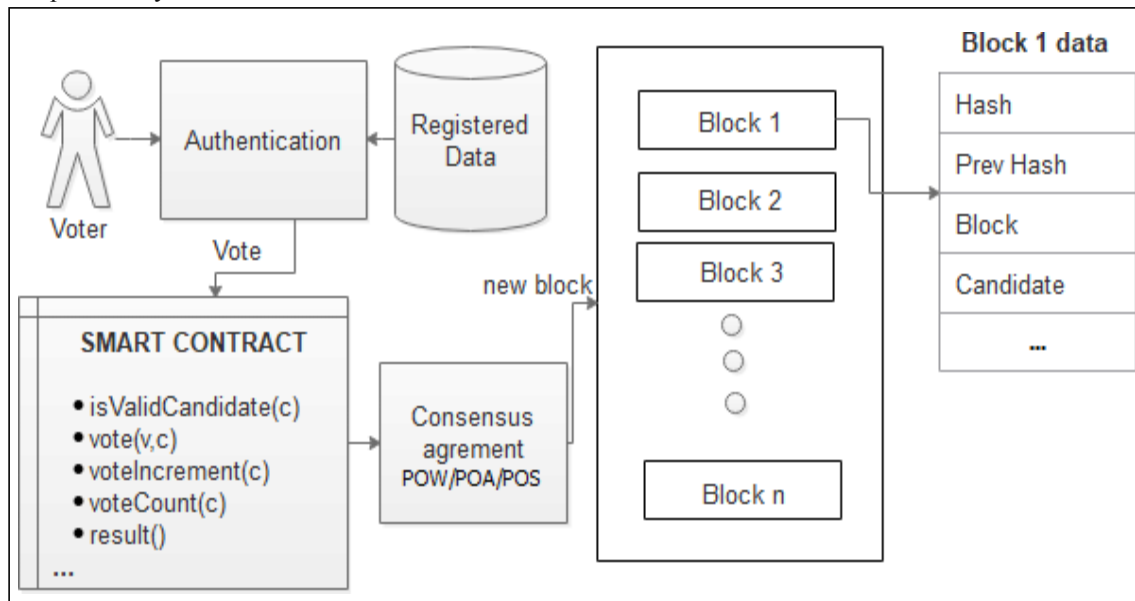 Voter
Authentication
Registered
Data
Vote
SMART CONTRACT
• isValidCandidate(c)
• vote(v,c)
• voteIncrement(c)
• voteCount(c)
• result()
...
Consensus
agrement
POW/POA/POS
new block
Block 1
Block 2
Block 3
Block n
Block 1 data
Hash
Prev Hash
Block
Candidate
...